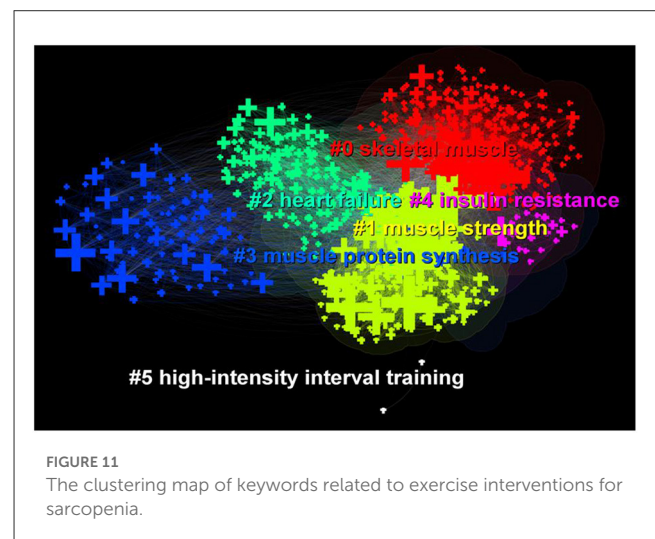 #0 skeletal muscle
#2 heart failure #4 insulin resistance
#1 muscle strength
#3 muscle protein synthesis
#5 high-intensity interval training
FIGURE 11
The clustering map of keywords related to exercise interventions for
sarcopenia.